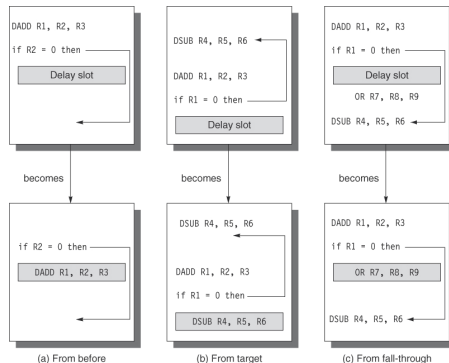 DADD R1, R2, R3
if R2 = 0 then
Delay slot
becomes
if R2 = 0 then
DADD R1, R2, R3
(a) From before
DSUB R4, R5, R6
DADD R1, R2, R3
if R1 = 0 then
Delay slot
becomes
DSUB R4, R5, R6
DADD R1, R2, R3
if R1 = 0 then
DSUB R4, R5, R6
(b) From target
DADD R1, R2, R3
if R1 = 0 then
Delay slot
OR R7, R8, R9
DSUB R4, R5, R6
becomes
DADD R1, R2, R3
if R1 = 0 then
OR R7, R8, R9
DSUB R4, R5, R6
(c) From fall-through